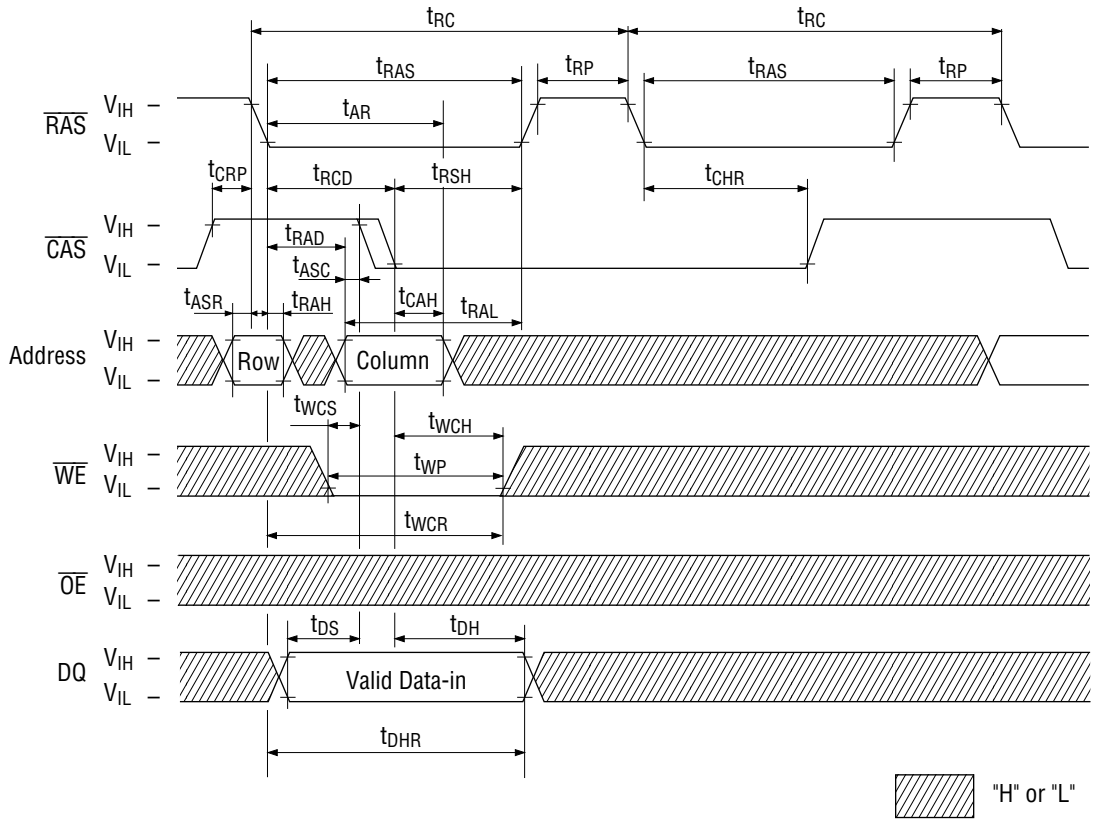 tRC tRC
tRAS tRP tRAS tRP
RAS VIH – VIL –
tAR
tCRP tRCD tRSH tCHR
CAS VIH – VIL –
tRAD
tASC
tASR tRAH tCAH tRAL
Address VIH – VIL –
Row Column
tWCS tWCH
WE VIH – VIL –
tWP
tWCR
OE VIH – VIL –
tDS tDH
DQ VIH – VIL –
Valid Data-in
tDHR
"H" or "L"